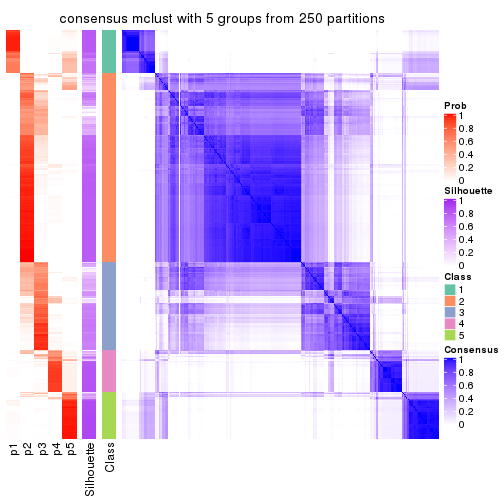 consensus mclust with 5 groups from 250 partitions
Prob
1
0.8
0.6
0.4
0.2
0
Silhouette
1
0.8
0.6
0.4
0.2
0
Class
1
2
3
4
5
Consensus
1
0.8
0.6
0.4
0.2
0
p1
p2
p3
p4
p5
Silhouette
Class